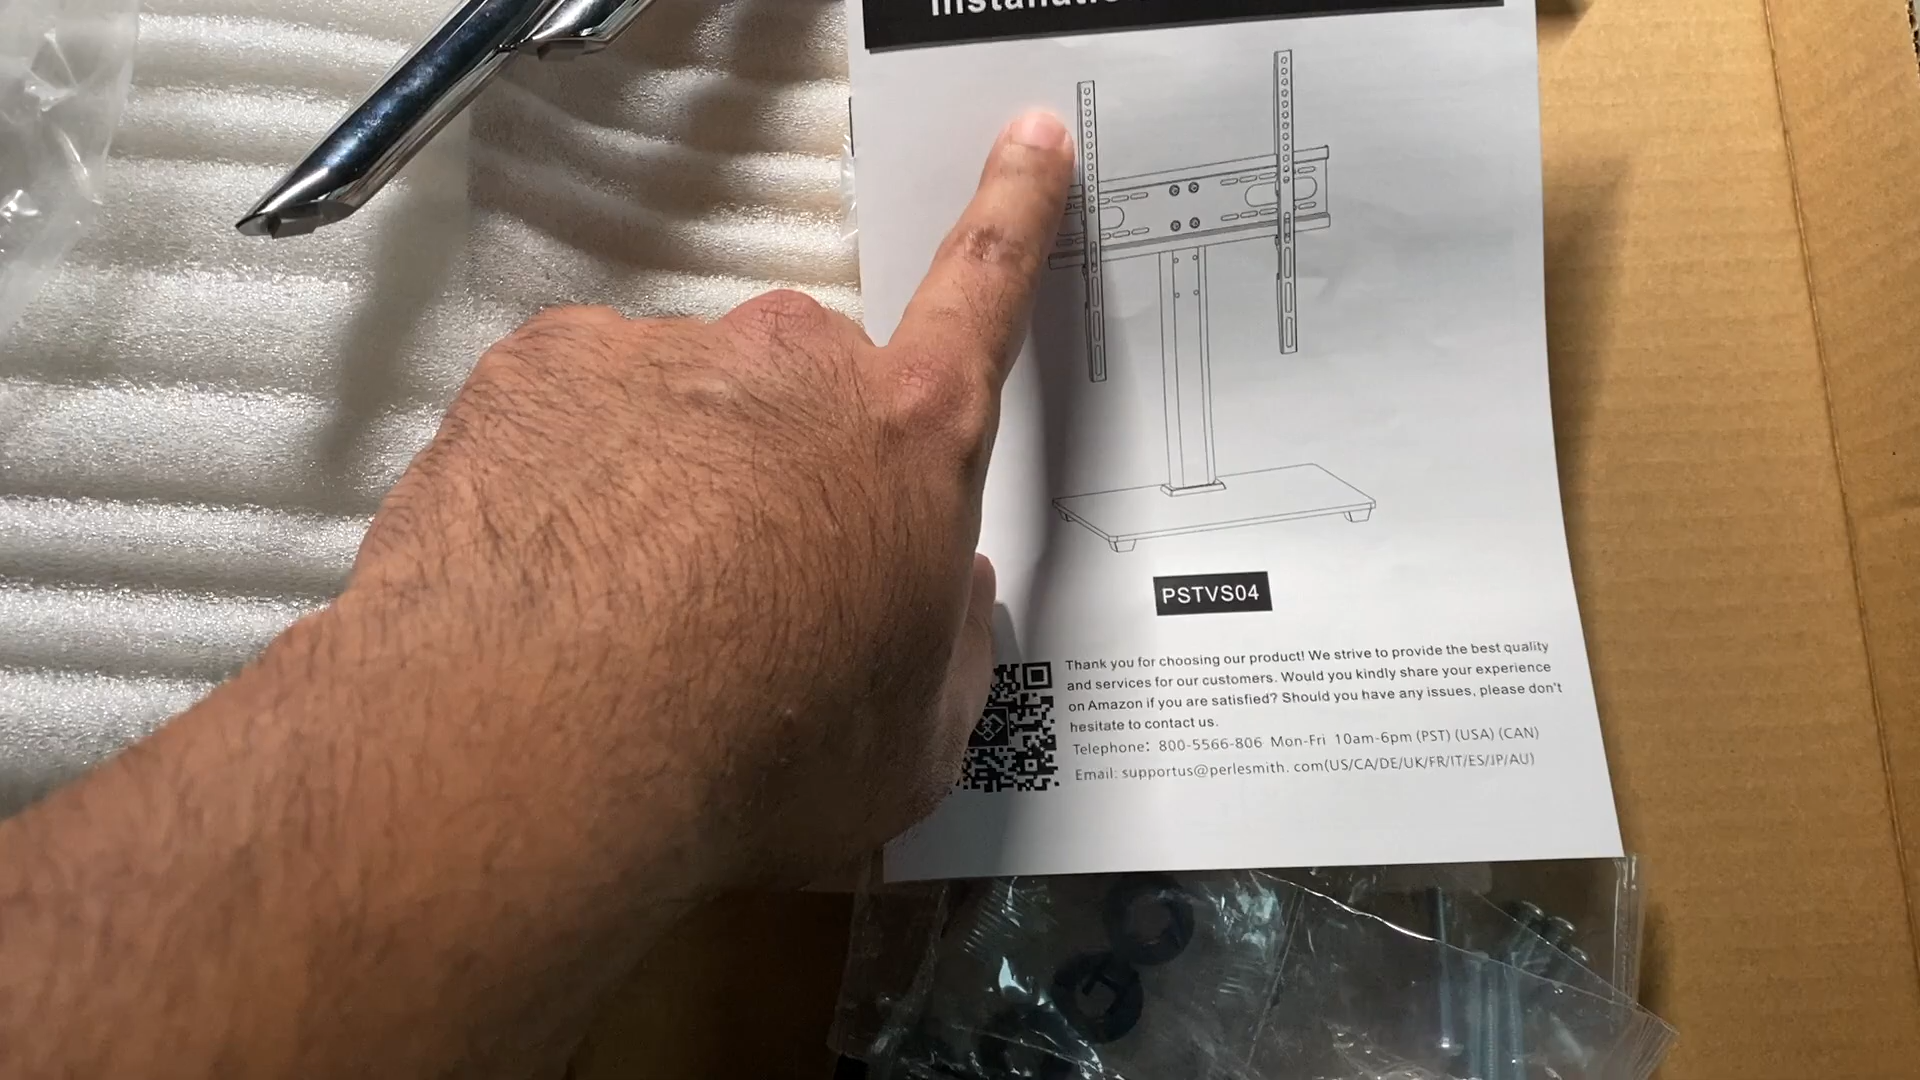 PSTVS04
Thank you for choosing our product! We strive to provide the best quality
and services for our customers. Would you kindly share your experience
on Amazon if you are satisfied? Should you have any issues, please don't
hesitate to contact us.
Telephone: 800-5566-806 Mon-Fri 10am-6pm (PST) (USA) (CAN)
Email: supportus@perlesmith. com(US/CA/DE/UK/FR/IT/ES/JP/AU)